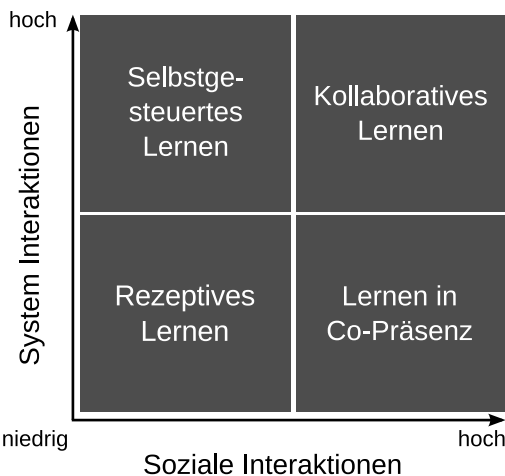 hoch
System Interaktionen
Selbstge-
steuertes
Lernen
Kollaboratives
Lernen
Rezeptives
Lernen
Lernen in
Co-Präsenz
niedrig
hoch
Soziale Interaktionen